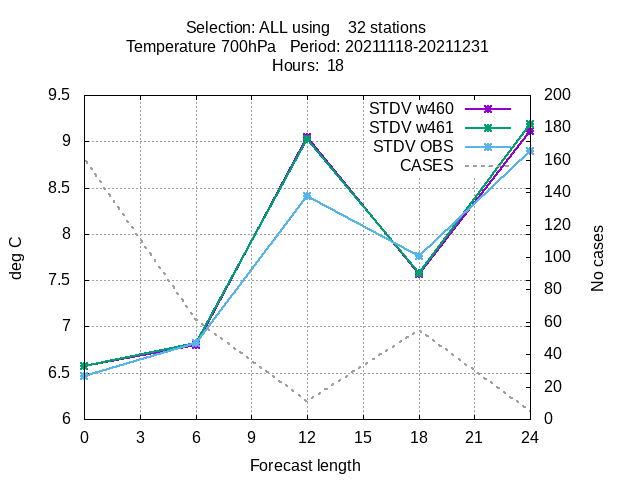 Selection: ALL using    32 stations
Temperature 700hPa   Period: 20211118-20211231
Hours:  18
STDV w460
STDV w461
STDV OBS
CASES
9.5
9
8.5
8
7.5
7
6.5
6
deg C
200
180
160
140
120
100
80
60
40
20
0
No cases
0 3 6 9 12 15 18 21 24
Forecast length